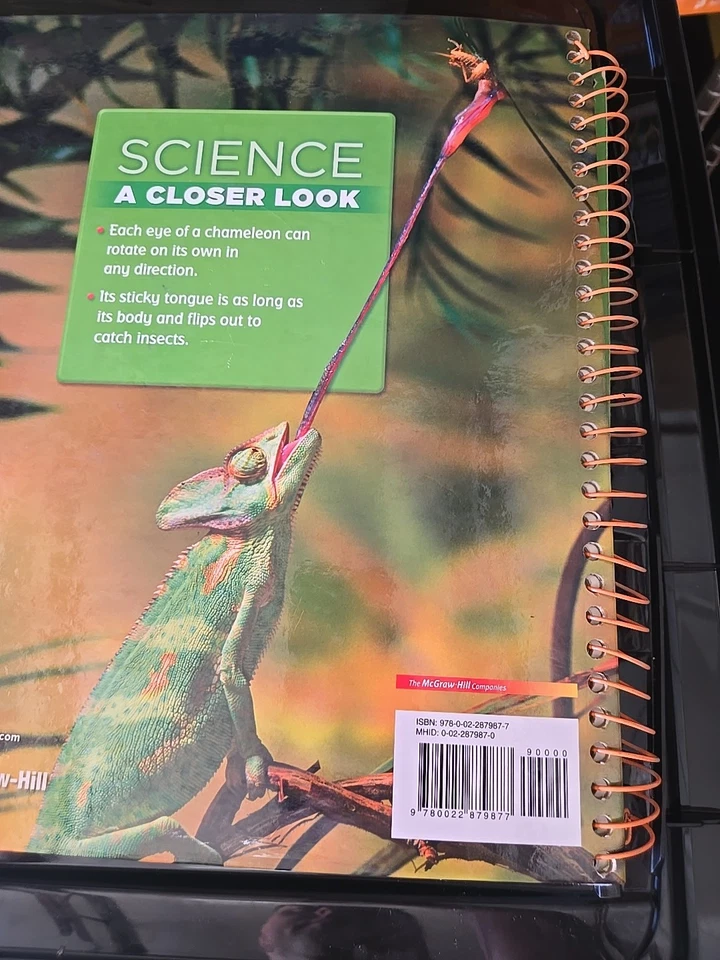 SCIENCE
A CLOSER LOOK
• Each eye of a chameleon can
rotate on its own in
any direction.
• Its sticky tongue is as long as
its body and flips out to
catch insects.
The McGraw·Hill Companies
ISBN: 978-0-02-287987-7
MHID: 0-02-287987-0
90000
9 780022 879877
.com
w-Hill